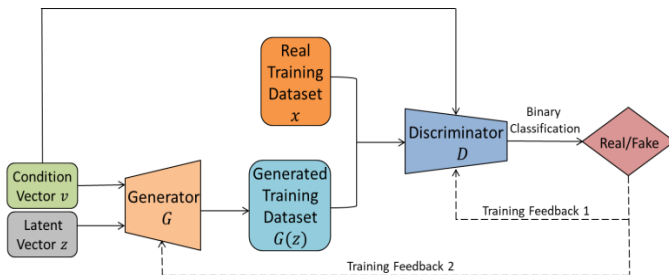 Real
Training
Dataset
x
Condition
Vector v
Latent
Vector z
Generator
G
Generated
Training
Dataset
G(z)
Discriminator
D
Binary
Classification
Real/Fake
Training Feedback 1
Training Feedback 2